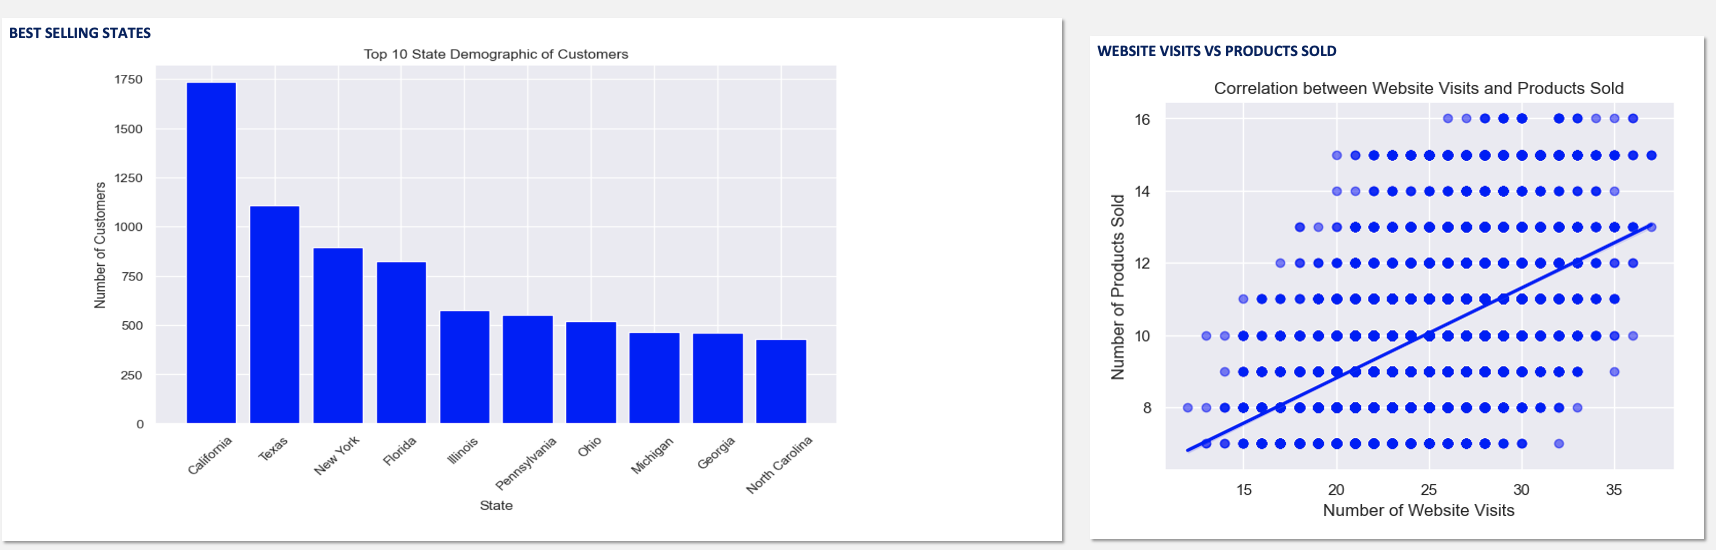 BEST SELLING STATES
Top 10 State Demographic of Customers
1750
1500
1250
1000
750
500
250
0
Number of Customers
California
Texas
New York
Florida
Illinois
Pennsylvania
Ohio
Michigan
Georgia
North Carolina
State
WEBSITE VISITS VS PRODUCTS SOLD
Correlation between Website Visits and Products Sold
16
14
12
10
8
Number of Products Sold
15
20
25
30
35
Number of Website Visits